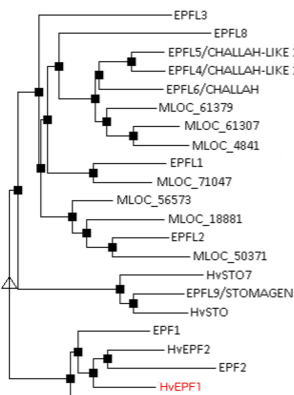 EPFL3
EPFL8
EPFL5/CHALLAH-LIKE
EPFL4/CHALLAH-LIKE
EPFL6/CHALLAH
MLOC_61379
MLOC_61307
MLOC_4841
EPFL1
MLOC_71047
MLOC_56573
MLOC_18881
EPFL2
MLOC_50371
HvSTO7
EPFL9/STOMAGEN
HvSTO
EPF1
HvEPF2
EPF2
HvEPF1